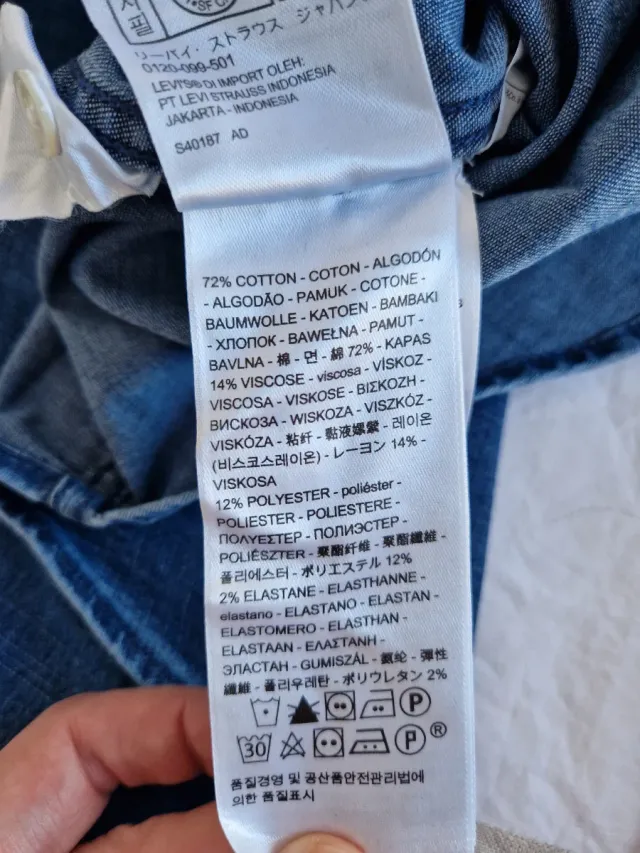 리필
SF C
リーバイ・ストラウス ジャパン
0120-099-501
LEVI'S® DI IMPORT OLEH:
PT LEVI STRAUSS INDONESIA
JAKARTA - INDONESIA
S40187 AD
72% COTTON - COTON - ALGODÓN
- ALGODÃO - PAMUK - COTONE -
BAUMWOLLE - KATOEN - BAMBAKI
- ХЛОПОК - BAWEŁNA - PAMUT -
BAVLNA - 棉 - 면 - 綿 72% - KAPAS
14% VISCOSE - viscosa - VÍSKOZ -
VISCOSA - VISKOSE - ΒΙΣΚΟΖΗ -
ВИСКОЗА - WISKOZA - VISZKÓZ -
VISKÓZA - 粘纤 - 黏液嫘縈 - 레이온
(비스코스레이온) - レーヨン 14% -
VISKOSA
12% POLYESTER - poliéster -
POLIESTER - POLIESTERE -
ΠΟΛΥΕΣΤΕΡ - ПОЛИЭСТЕР -
POLIÉSZTER - 聚酯纤维 - 聚酯纖維 -
폴리에스터 - ポリエステル 12%
2% ELASTANE - ELASTHANNE -
elastano - ELASTANO - ELASTAN -
ELASTOMERO - ELASTHAN -
ELASTAAN - ΕΛΑΣΤΑΝΗ -
ЭЛАСТАН - GUMISZÁL - 氨纶 - 彈性
纖維 - 폴리우레탄 - ポリウレタン 2%
P
30 P ®
품질경영 및 공산품안전관리법에
의한 품질표시